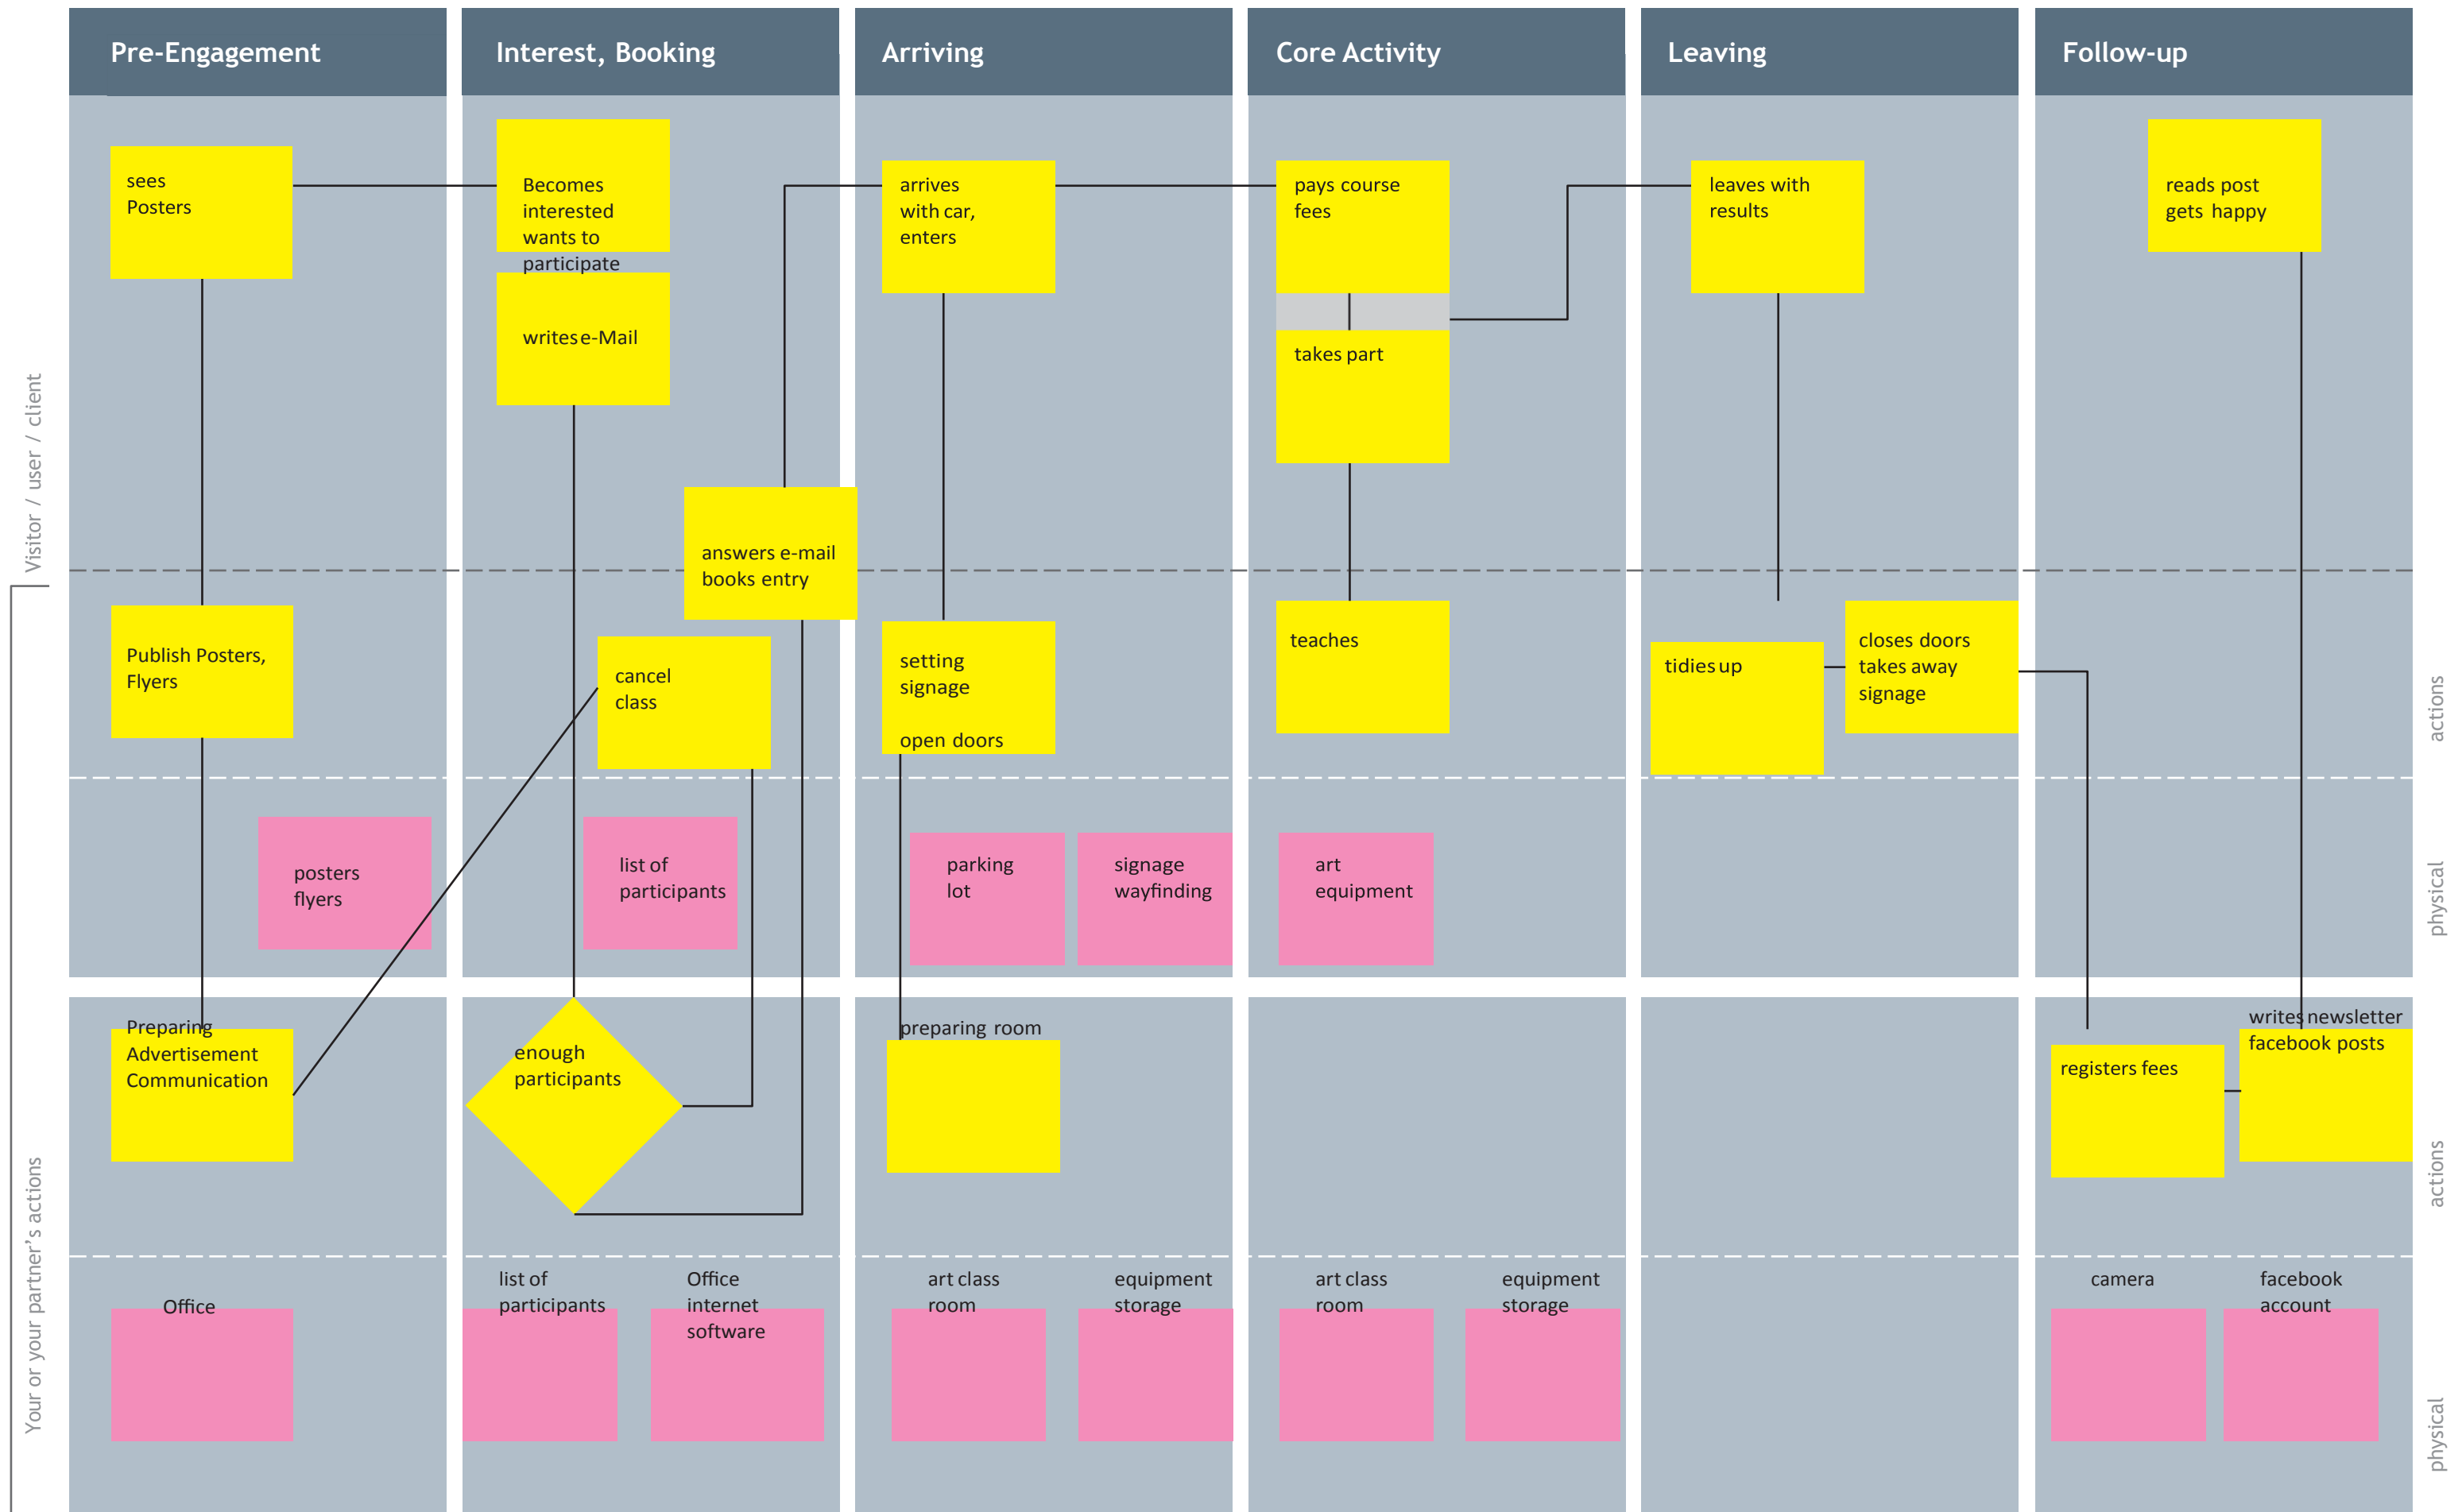 Pre-Engagement
Interest, Booking
Arriving
Core Activity
Leaving
Follow-up
Visitor / user / client
sees
Posters
Becomes
interested
wants to
participate
writes e-Mail
arrives
with car,
enters
pays course
fees
takes part
leaves with
results
reads post
gets happy
answers e-mail
books entry
Your or your partner's actions
actions
Publish Posters,
Flyers
cancel
class
setting
signage
open doors
teaches
tidies up
closes doors
takes away
signage
physical
posters
flyers
list of
participants
parking
lot
signage
wayfinding
art
equipment
actions
Preparing
Advertisement
Communication
enough
participants
preparing room
registers fees
writes newsletter
facebook posts
physical
Office
list of
participants
Office
internet
software
art class
room
equipment
storage
art class
room
equipment
storage
camera
facebook
account